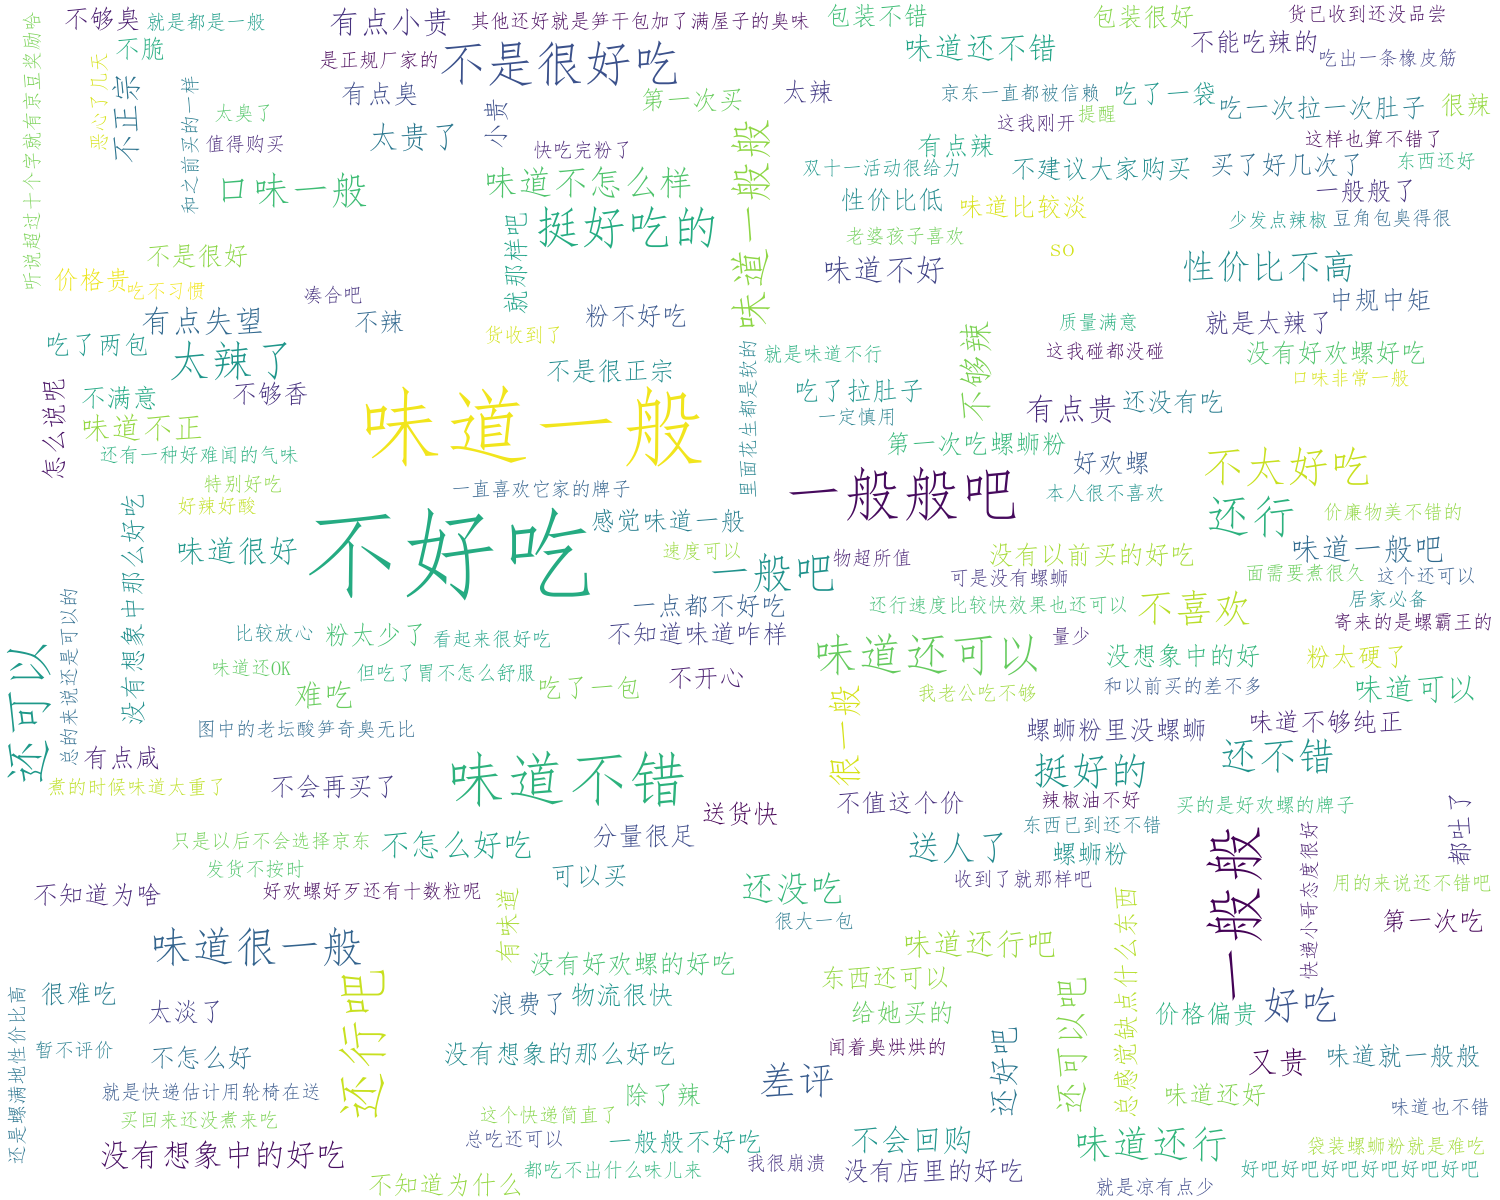 不够臭
就是都是一般
有点小贵
其他还好就是笋干包加了满屋子的臭味
包装不错
包装很好
货已收到还没品尝
听说超过十个字就有京豆奖励哈
不脆
是正规厂家的
不是很好吃
味道还不错
不能吃辣的
吃出一条橡皮筋
恶心了几天
不正宗
和之前买的一样
有点臭
小贵
第一次买
太辣
京东一直都被信赖
提醒
吃了一袋
吃一次拉一次肚子
很辣
太臭了
值得购买
太贵了
快吃完粉了
这我刚开
有点辣
这样也算不错了
口味一般
味道不怎么样
味道一般般
双十一活动很给力
不建议大家购买
买了好几次了
东西还好
挺好吃的
性价比低
味道比较淡
一般般了
少发点辣椒
豆角包臭得很
就那样吧
老婆孩子喜欢
so
不是很好
价格贵
吃不习惯
凑合吧
味道不好
性价比不高
中规中矩
有点失望
不辣
货收到了
粉不好吃
质量满意
就是太辣了
吃了两包
太辣了
不是很正宗
就是味道不行
不够辣
这我碰都没碰
没有好欢螺好吃
口味非常一般
怎么说呢
不满意
不够香
味道一般
里面花生都是软的
吃了拉肚子
一定慎用
有点贵
还没有吃
味道不正
还有一种好难闻的气味
第一次吃螺蛳粉
好欢螺
不太好吃
特别好吃
好辣好酸
一直喜欢它家的牌子
一般般吧
本人很不喜欢
还行
价廉物美不错的
没有想象中那么好吃
味道很好
不好吃
感觉味道一般
速度可以
一般吧
物超所值
没有以前买的好吃
味道一般吧
可是没有螺蛳
面需要煮很久
这个还可以
总的来说还是可以的
比较放心
粉太少了
看起来很好吃
一点都不好吃
不知道味道咋样
还行速度比较快效果也还可以
不喜欢
居家必备
量少
寄来的是螺霸王的
还可以
味道还OK
但吃了胃不怎么舒服
不开心
味道还可以
没想象中的好
粉太硬了
难吃
吃了一包
很一般
我老公吃不够
和以前买的差不多
味道可以
图中的老坛酸笋奇臭无比
螺蛳粉里没螺蛳
味道不够纯正
有点咸
煮的时候味道太重了
不会再买了
味道不错
挺好的
还不错
送货快
不值这个价
辣椒油不好
买的是好欢螺的牌子
都吐了
只是以后不会选择京东
不怎么好吃
分量很足
送人了
东西已到还不错
螺蛳粉
一般般
快递小哥态度很好
发货不按时
可以买
收到了就那样吧
用的来说还不错吧
不知道为啥
好欢螺好歹还有十数粒呢
有味道
还没吃
很大一包
总感觉缺点什么东西
第一次吃
味道很一般
没有好欢螺的好吃
味道还行吧
还是螺满地性价比高
很难吃
太淡了
还行吧
浪费了
物流很快
东西还可以
给她买的
还可以吧
价格偏贵
好吃
暂不评价
不怎么好
没有想象的那么好吃
闻着臭烘烘的
还好吧
又贵
味道就一般般
就是快递估计用轮椅在送
差评
除了辣
味道还好
味道也不错
买回来还没煮来吃
这个快递简直了
总吃还可以
一般般不好吃
不会回购
味道还行
袋装螺蛳粉就是难吃
没有想象中的好吃
都吃不出什么味儿来
我很崩溃
没有店里的好吃
好吧好吧好吧好吧好吧好吧
不知道为什么
就是凉有点少